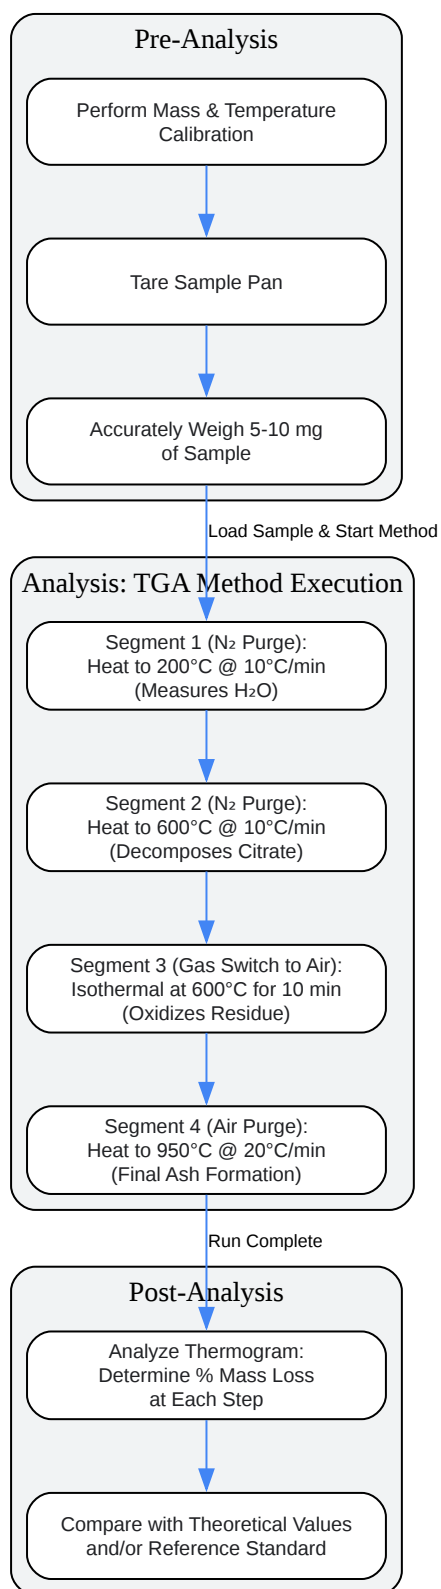 Pre-Analysis
Perform Mass & Temperature
Calibration
Tare Sample Pan
Accurately Weigh 5-10 mg
of Sample
Load Sample & Start Method
Analysis: TGA Method Execution
Segment 1 (N₂ Purge):
Heat to 200°C @ 10°C/min
(Measures H₂O)
Segment 2 (N₂ Purge):
Heat to 600°C @ 10°C/min
(Decomposes Citrate)
Segment 3 (Gas Switch to Air):
Isothermal at 600°C for 10 min
(Oxidizes Residue)
Segment 4 (Air Purge):
Heat to 950°C @ 20°C/min
(Final Ash Formation)
Run Complete
Post-Analysis
Analyze Thermogram:
Determine % Mass Loss
at Each Step
Compare with Theoretical Values
and/or Reference Standard